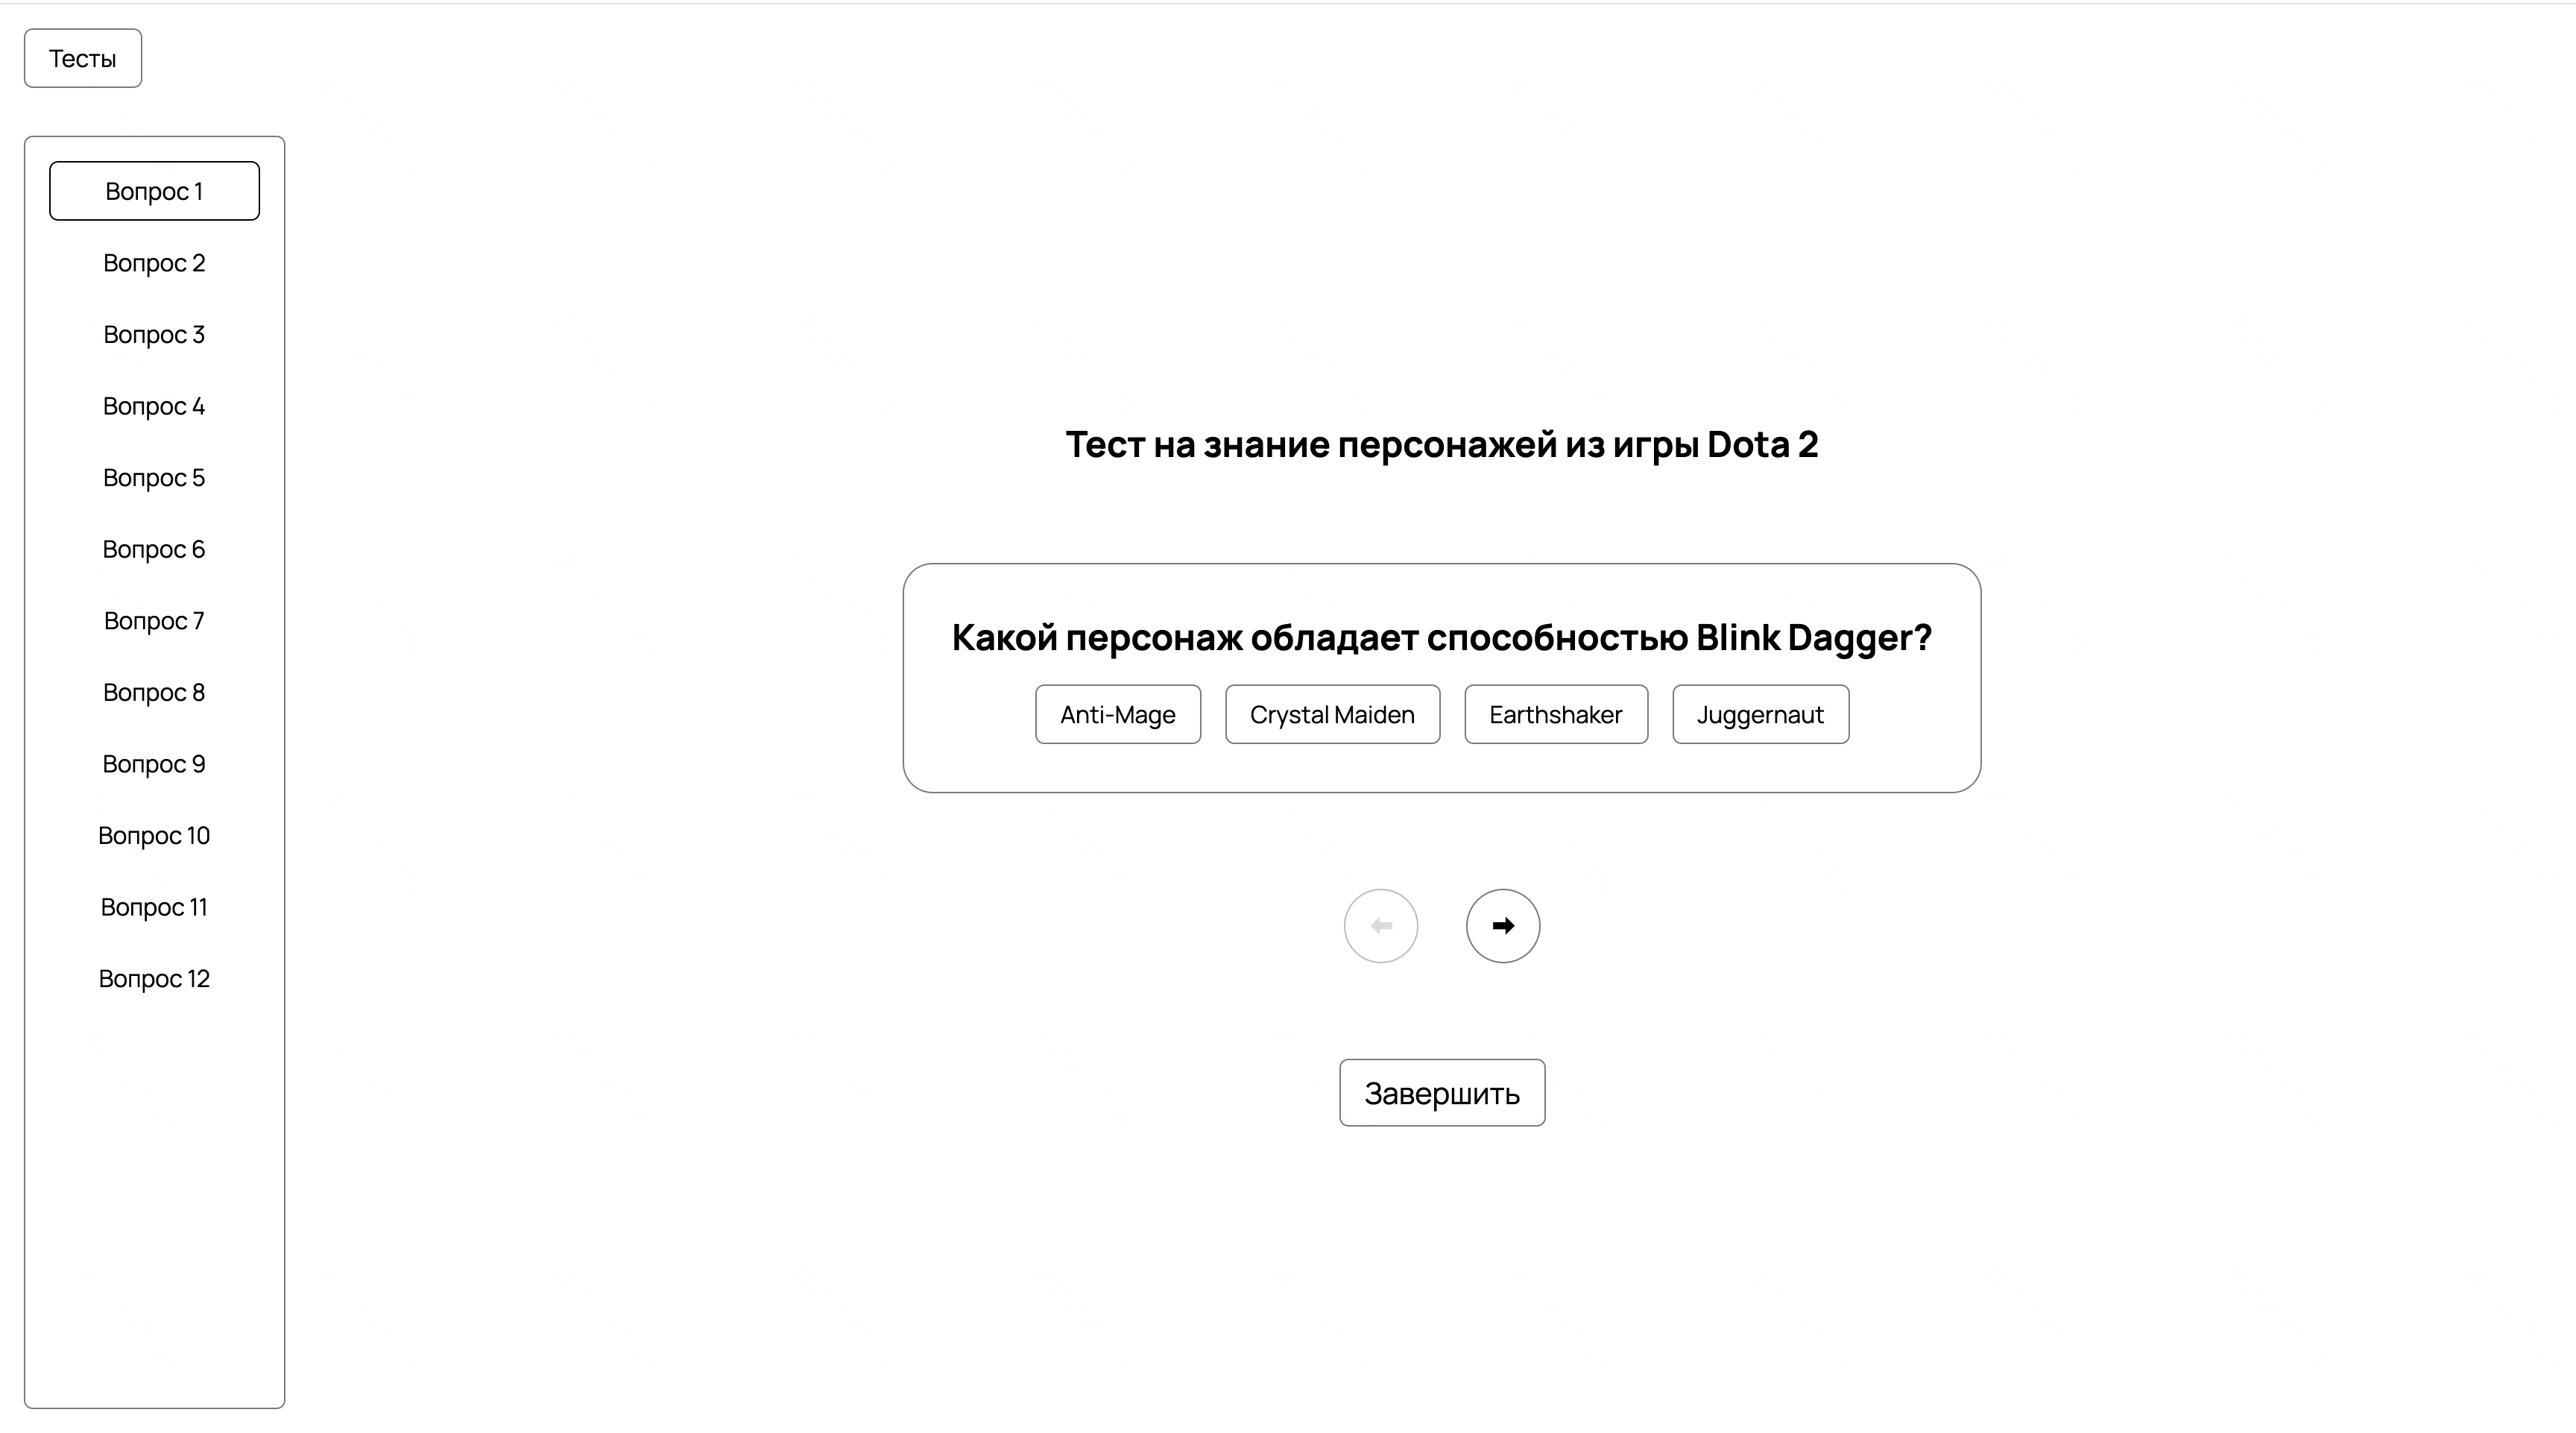 Тесты
Вопрос 1
Вопрос 2
Вопрос 3
Вопрос 4
Вопрос 5
Вопрос 6
Вопрос 7
Вопрос 8
Вопрос 9
Вопрос 10
Вопрос 11
Вопрос 12
Тест на знание персонажей из игры Dota 2
Какой персонаж обладает способностью Blink Dagger?
Anti-Mage Crystal Maiden Earthshaker Juggernaut
Завершить